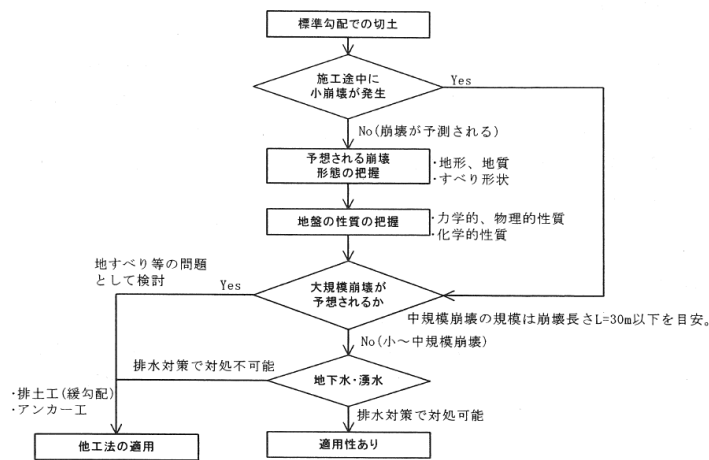 標準勾配での切土
施工途中に
小崩壊が発生
Yes
No(崩壊が予測される)
予想される崩壊
形態の把握
・地形、地質
・すべり形状
地盤の性質の把握
・力学的、物理的性質
・化学的性質
地すべり等の問題
として検討
Yes
大規模崩壊が
予想されるか
中規模崩壊の規模は崩壊長さL=30m以下を目安。
No(小～中規模崩壊)
排水対策で対処不可能
地下水・湧水
・排土工(緩勾配)
・アンカー工
排水対策で対処可能
他工法の適用
適用性あり